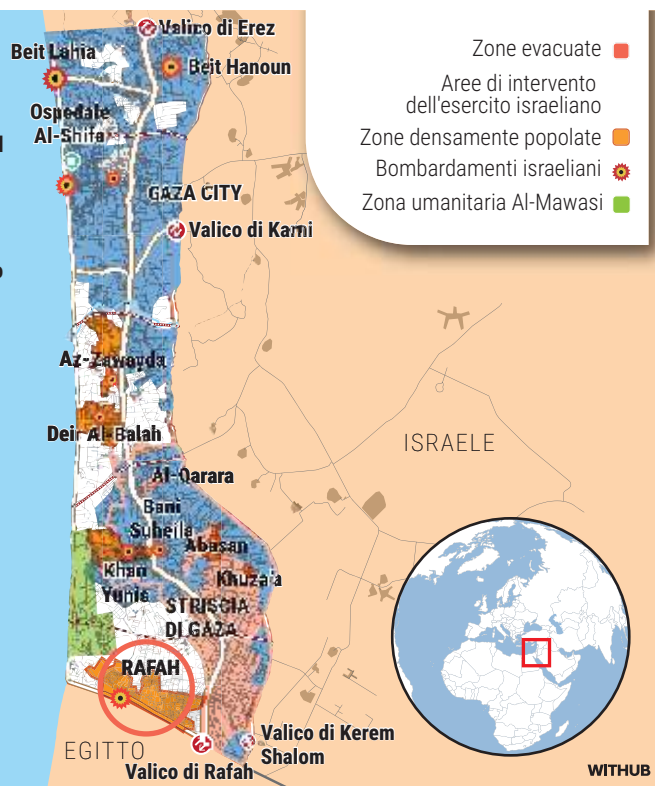 Zone evacuate
Aree di intervento
dell'esercito israeliano
Zone densamente popolate
Bombardamenti israeliani
Zona umanitaria Al-Mawasi
Valico di Erez
Beit Lahia
Beit Hanoun
Ospedale
Al-Shifa
GAZA CITY
Valico di Karni
Az-Zawayda
Deir Al-Balah
ISRAELE
Al-Qarara
Bani
Suheila
Abasan
Khan
Yunis
Khuza'a
STRISCIA
DI GAZA
RAFAH
EGITTO
Valico di Kerem
Shalom
Valico di Rafah
WITHUB